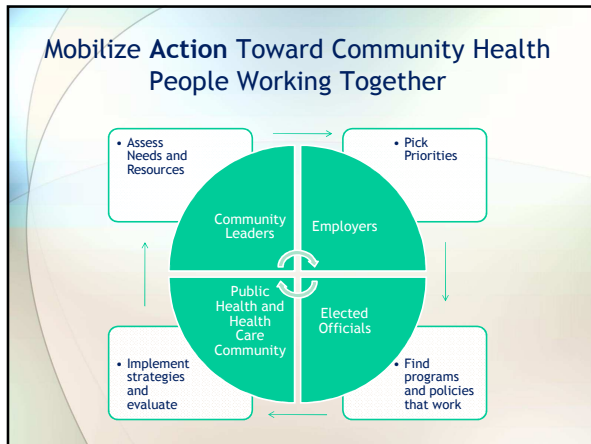 Mobilize Action Toward Community Health
People Working Together
• Assess
Needs and
Resources
• Pick
Priorities
Community
Leaders
Employers
Public
Health and
Health
Care
Community
Elected
Officials
• Implement
strategies
and
evaluate
• Find
programs
and policies
that work